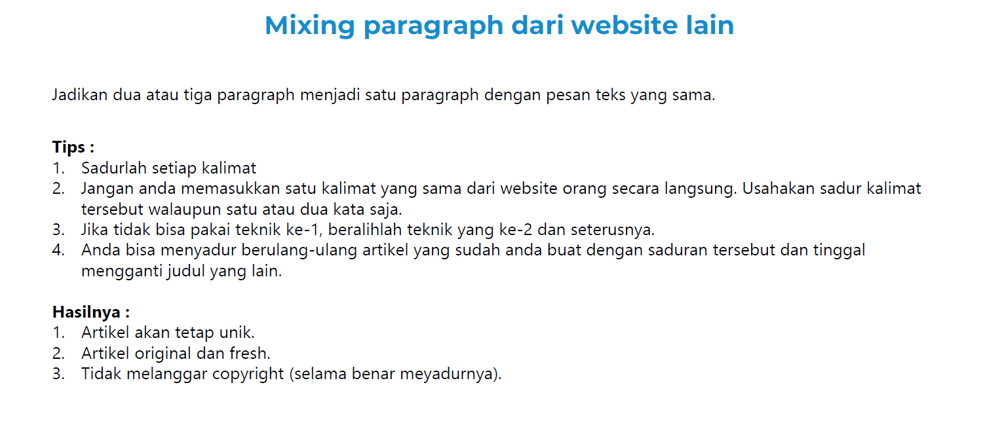 Mixing paragraph dari website lain
Jadikan dua atau tiga paragraph menjadi satu paragraph dengan pesan teks yang sama.
Tips :
1. Sadurlah setiap kalimat
2. Jangan anda memasukkan satu kalimat yang sama dari website orang secara langsung. Usahakan sadur kalimat
tersebut walaupun satu atau dua kata saja.
3. Jika tidak bisa pakai teknik ke-1, beralihlah teknik yang ke-2 dan seterusnya.
4. Anda bisa menyadur berulang-ulang artikel yang sudah anda buat dengan saduran tersebut dan tinggal
mengganti judul yang lain.
Hasilnya :
1. Artikel akan tetap unik.
2. Artikel original dan fresh.
3. Tidak melanggar copyright (selama benar meyadurnya).